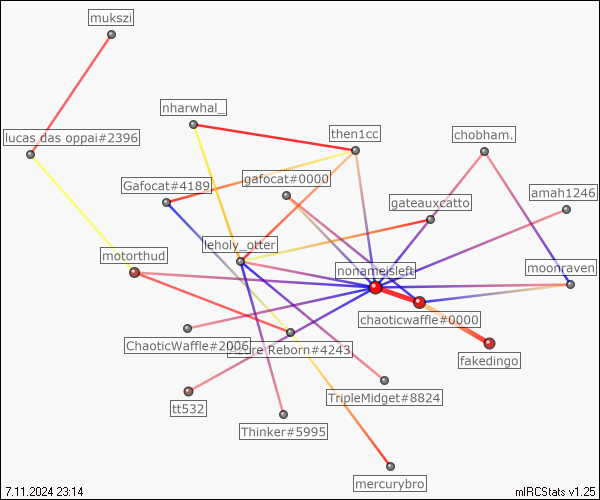 mukszi
nharwhal_
then1cc
lucas das oppai#2396
chobham.
Gafocat#4189
gafocat#0000
amah1246
gateauxcatto
leholy_otter
motorthud
nonameisleft
moonraven
chaoticwaffle#0000
ChaoticWaffle#2006
Azure Reborn#4243
fakedingo
TripleMidget#8824
tt532
Thinker#5995
mercurybro
7.11.2024 23:14
mIRCStats v1.25